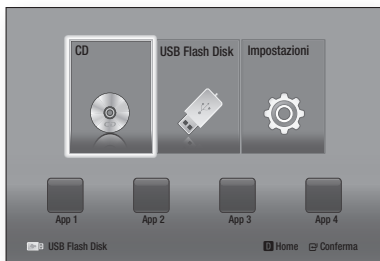 CD USB Flash Disk Impostazioni
App 1 App 2 App 3 App 4
USB Flash Disk D Home Conferma